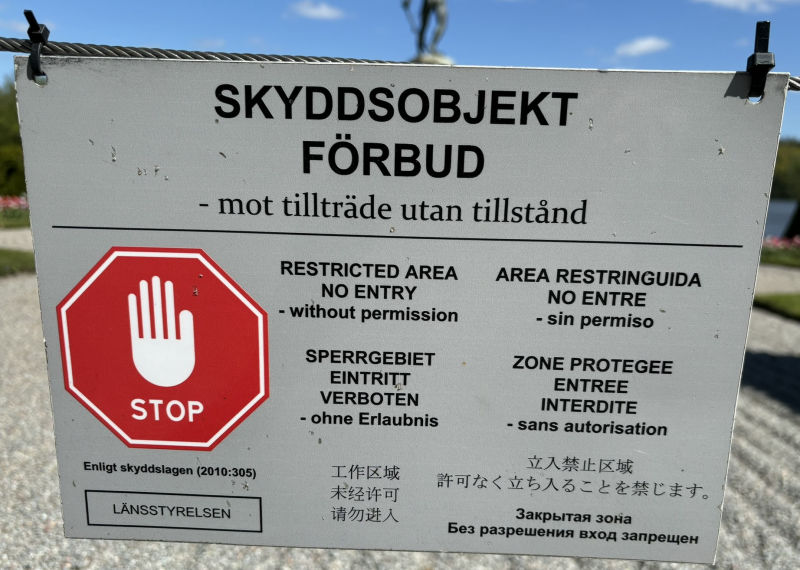 SKYDDSOBJEKT
FÖRBUD
- mot tillträde utan tillstånd
RESTRICTED AREA
NO ENTRY
- without permission
AREA RESTRINGUIDA
NO ENTRE
- sin permiso
STOP
SPERRGEBIET
EINTRITT
VERBOTEN
- ohne Erlaubnis
ZONE PROTEGEE
ENTREE
INTERDITE
- sans autorisation
Enligt skyddslagen (2010:305)
LÄNSSTYRELSEN
工作区域
未经许可
请勿进入
立入禁止区域
許可なく立ち入ることを禁じます。
Закрытая зона
Без разрешения вход запрещен